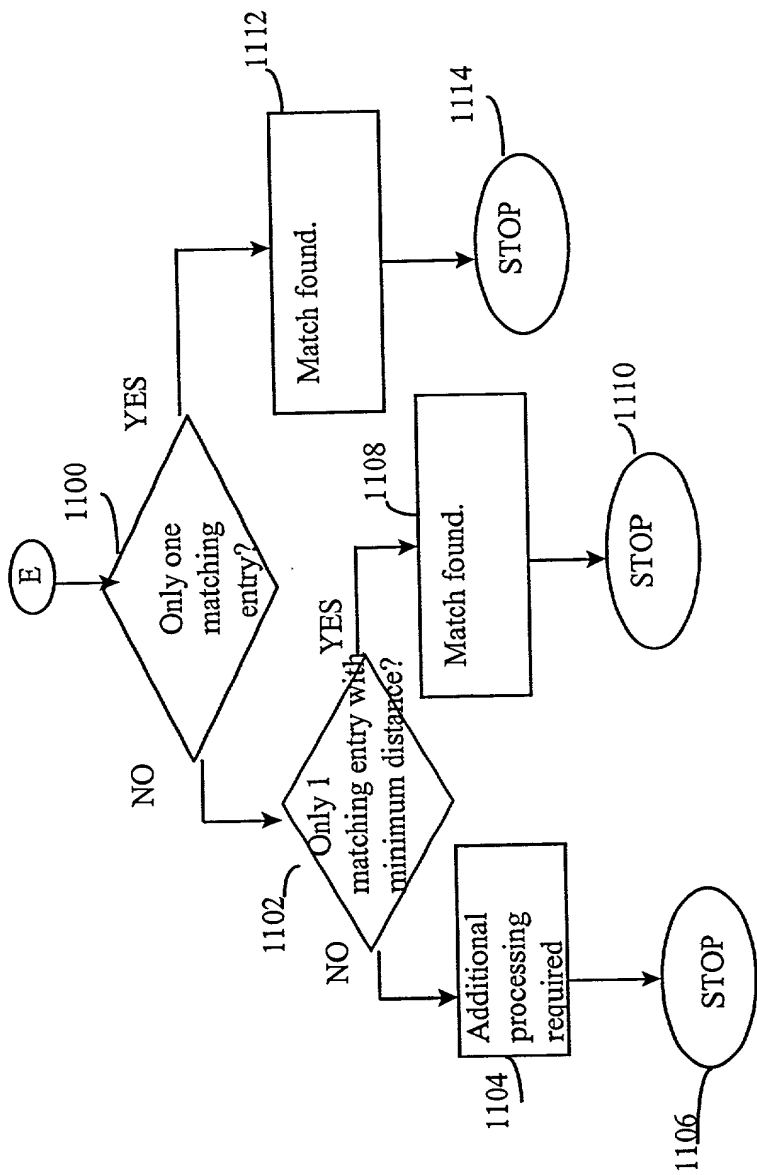 E
1100
Only one
matching
entry?
YES
1112
Match found.
1114
STOP
NO
1102
Only 1
matching entry with
minimum distance?
YES
1108
Match found.
1110
STOP
NO
1104
Additional
processing
required
1106
STOP